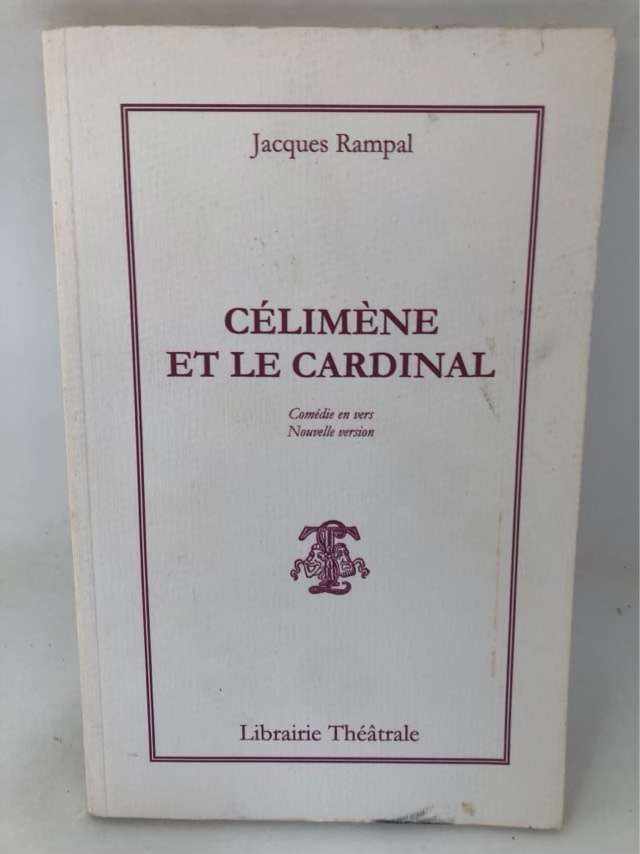 Jacques Rampal
CÉLIMÈNE
ET LE CARDINAL
Comédie en vers
Nouvelle version
Librairie Théâtrale